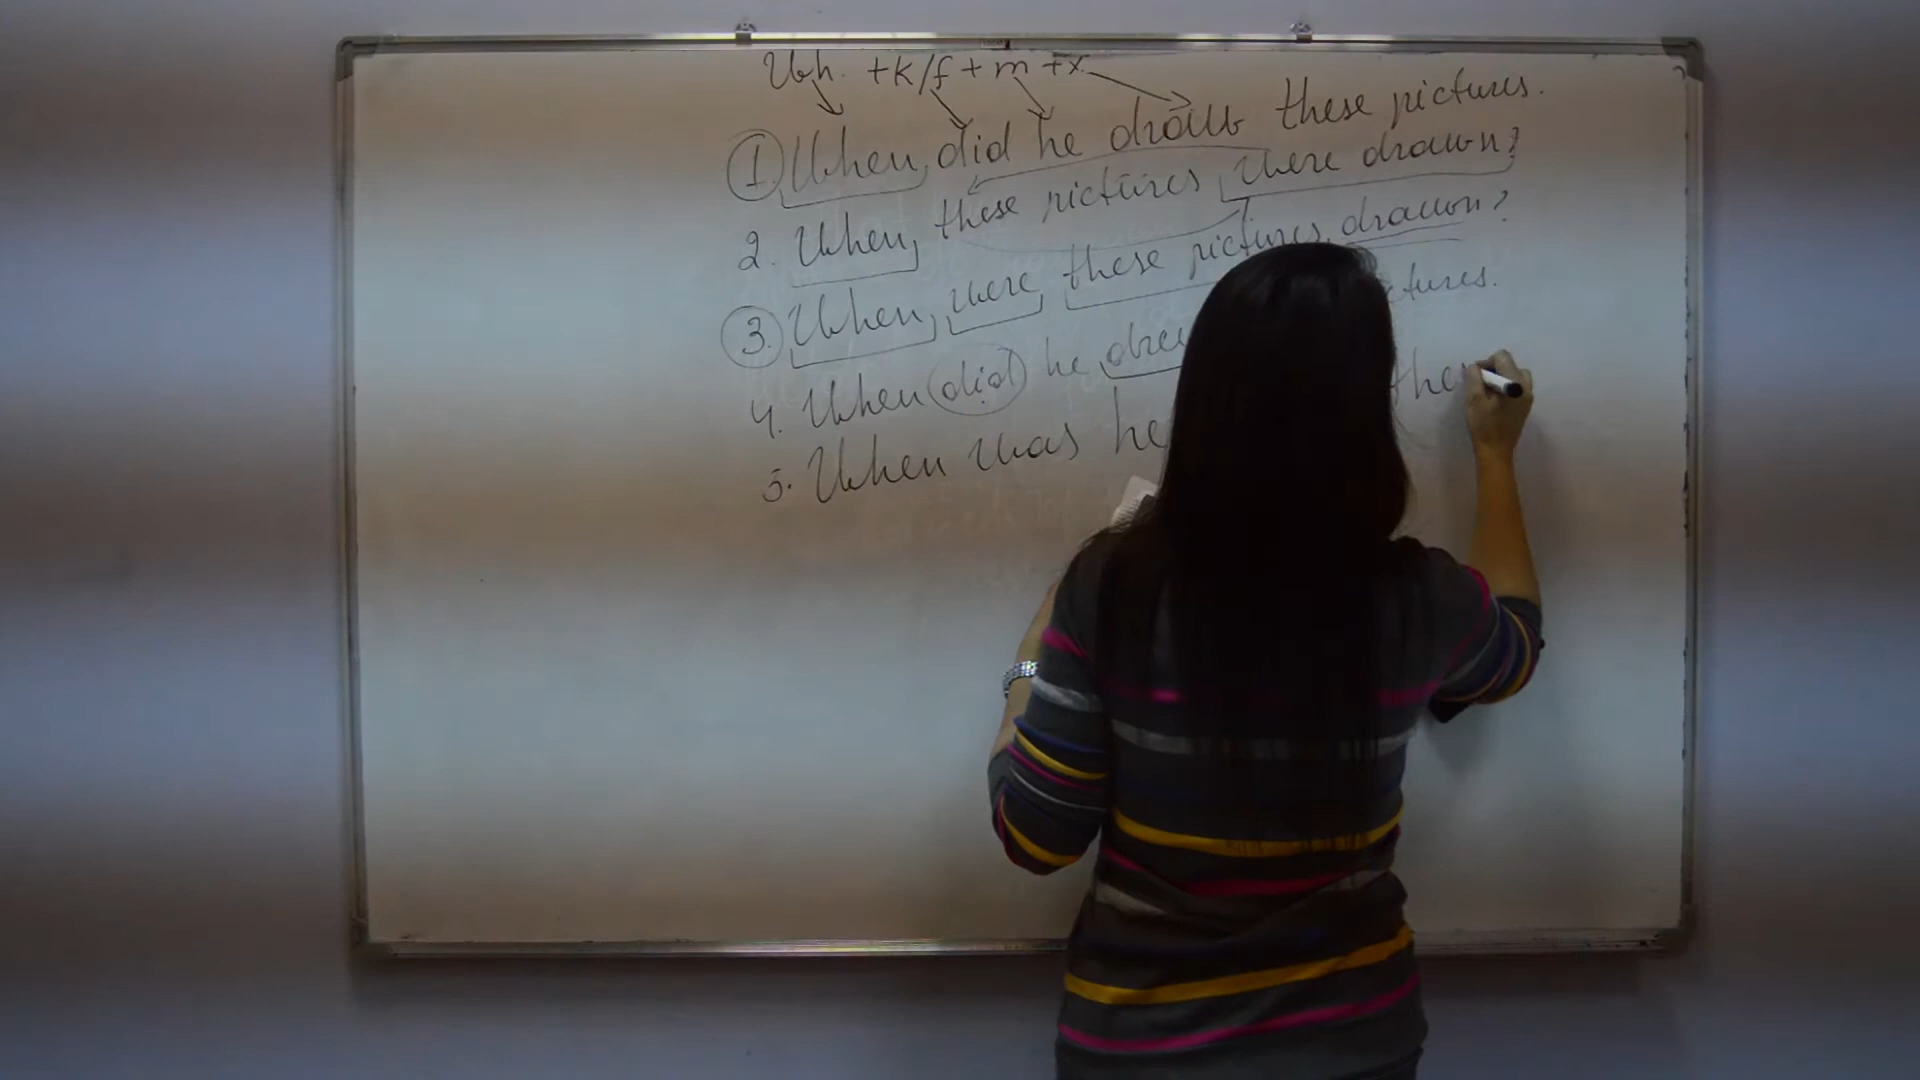 Wh. +k/f + m +x
1 When did he draw these pictures.
2. When these pictures were drawn?
3. When were these pictures drawn?
4. When did he
5. When was he